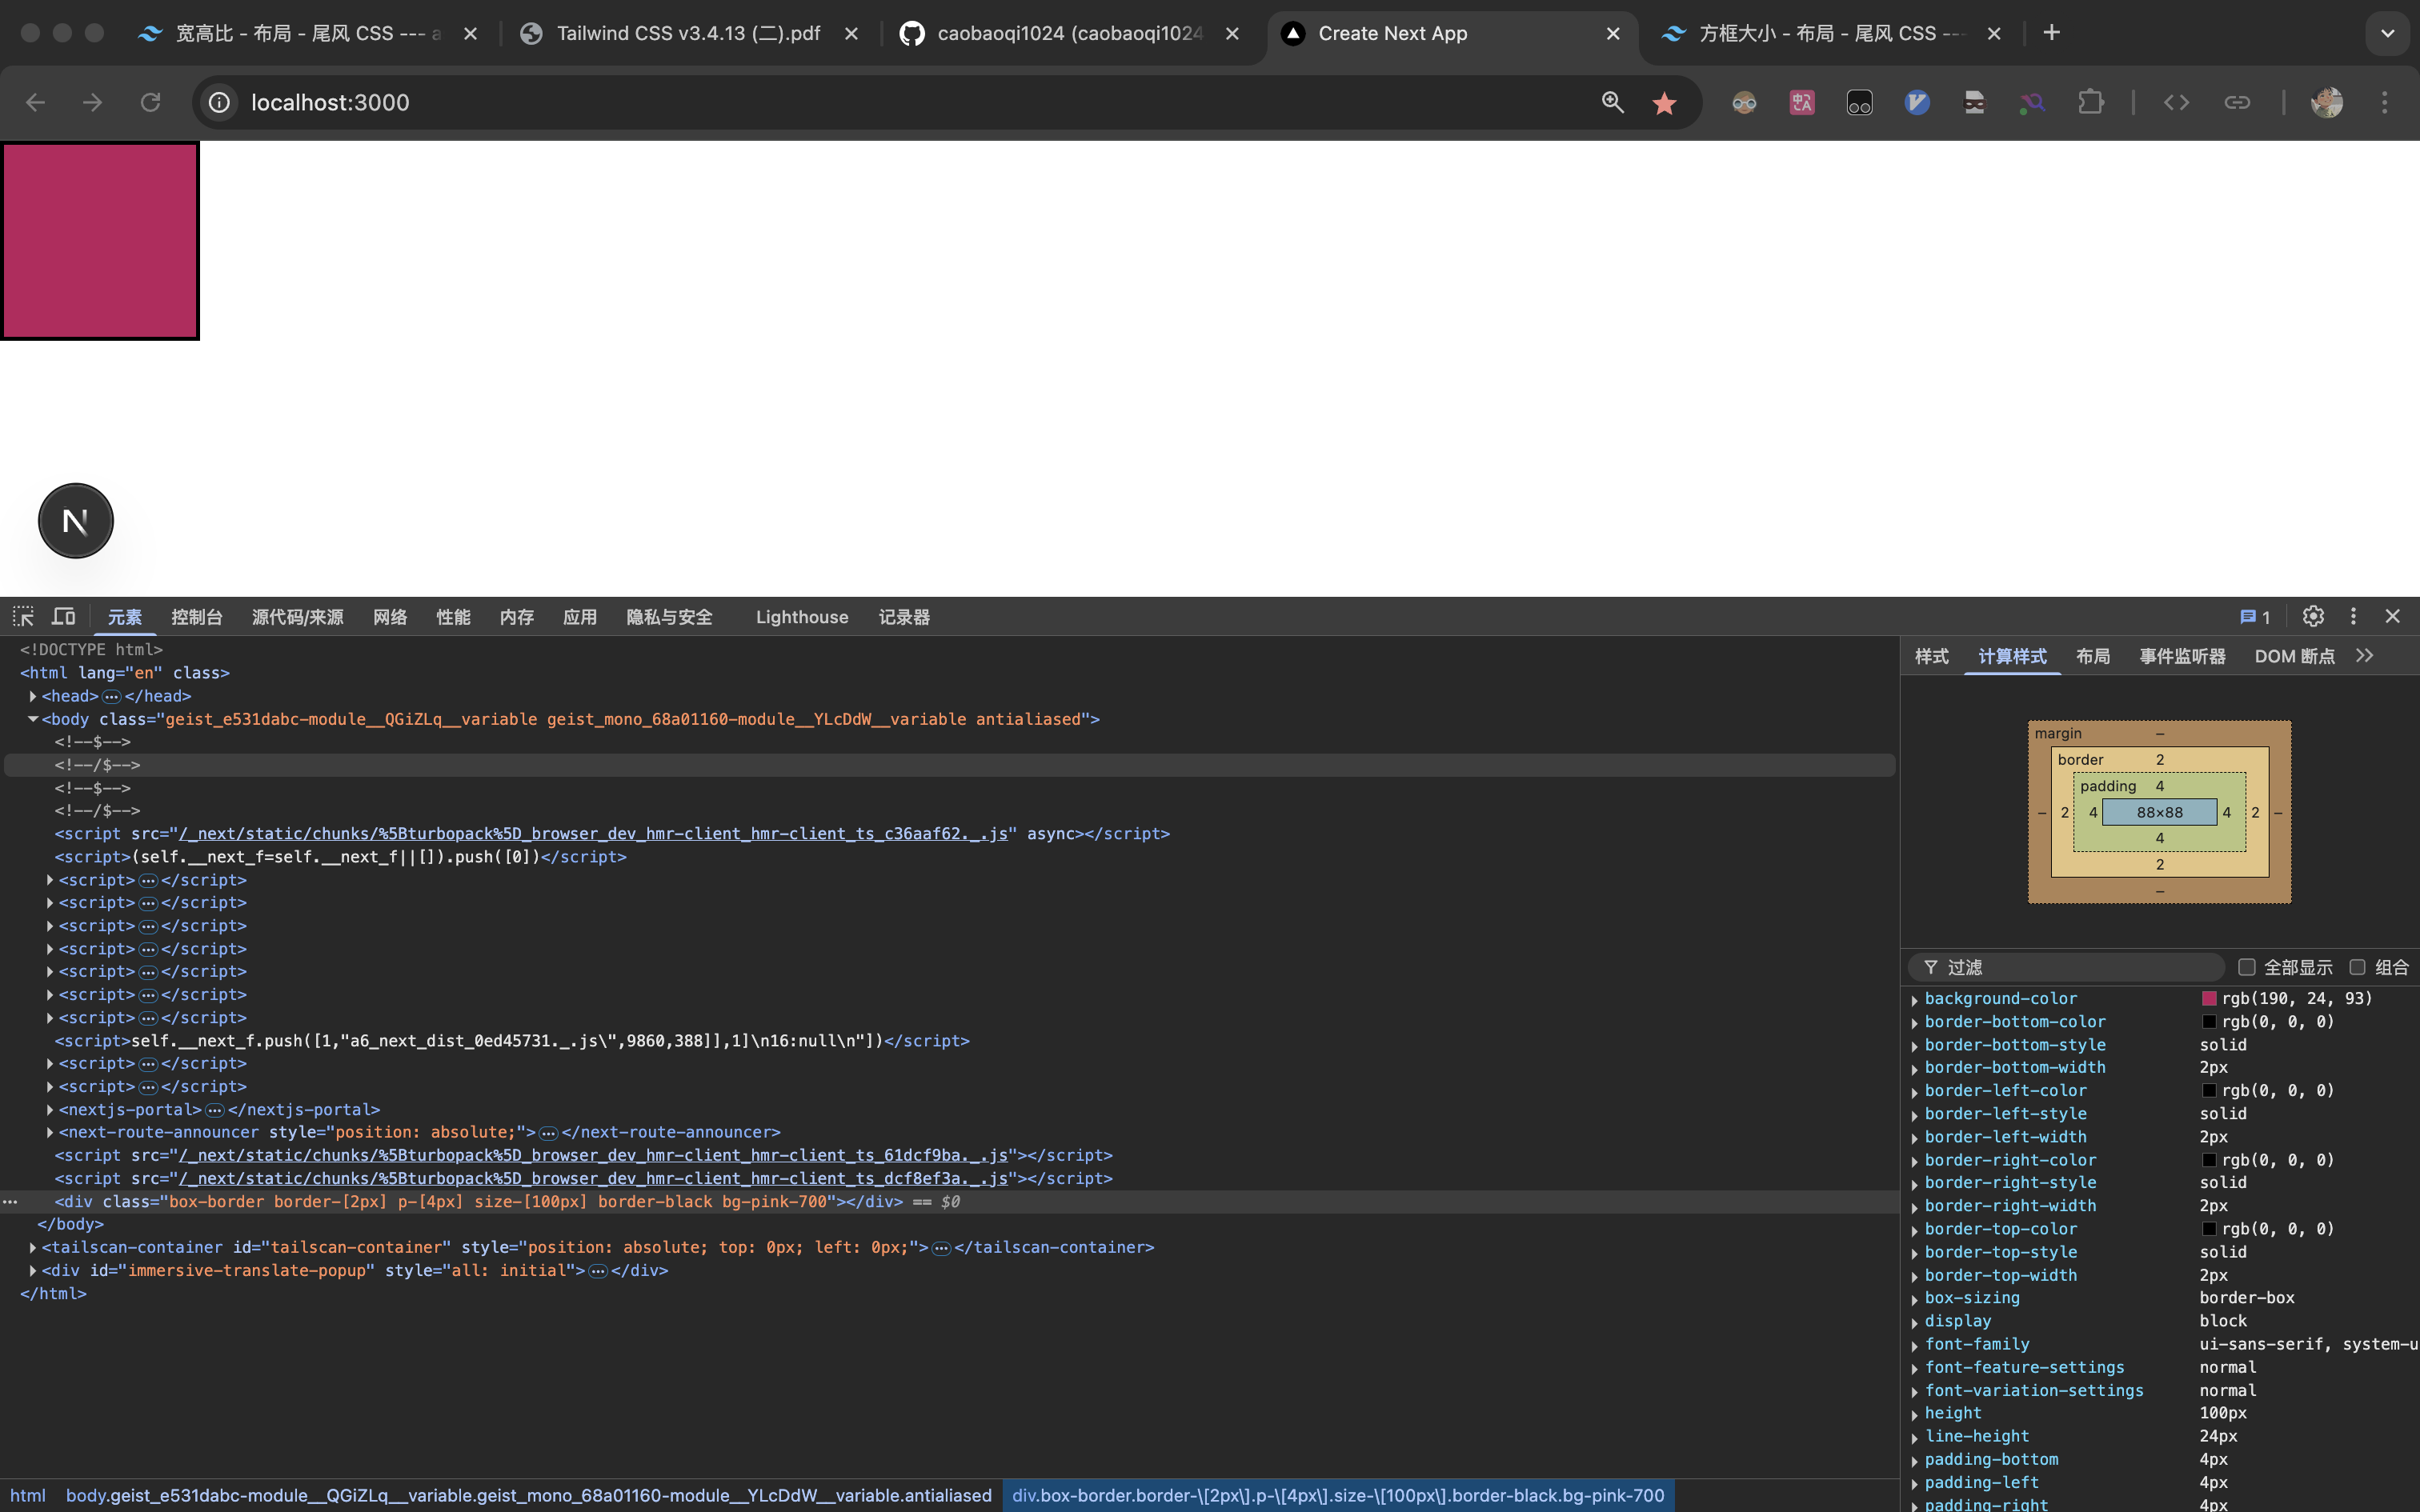 宽高比 - 布局 - 尾风 CSS --- a
Tailwind CSS v3.4.13 (二).pdf
caobaoqi1024 (caobaoqi1024
Create Next App
方框大小 - 布局 - 尾风 CSS ---
localhost:3000
N
元素 控制台 源代码/来源 网络 性能 内存 应用 隐私与安全 Lighthouse 记录器 1
<!DOCTYPE html>
<html lang="en" class>
<head>…</head>
<body class="geist_e531dabc-module__QGiZLq__variable geist_mono_68a01160-module__YLcDdW__variable antialiased">
<!--$-->
<!--/$-->
<!--$-->
<!--/$-->
<script src="/_next/static/chunks/%5Bturbopack%5D_browser_dev_hmr-client_hmr-client_ts_c36aaf62._.js" async></script>
<script>(self.__next_f=self.__next_f||[]).push([0])</script>
<script>…</script>
<script>…</script>
<script>…</script>
<script>…</script>
<script>…</script>
<script>…</script>
<script>…</script>
<script>self.__next_f.push([1,"a6_next_dist_0ed45731._.js\",9860,388]],1]\n16:null\n"])</script>
<script>…</script>
<script>…</script>
<nextjs-portal>…</nextjs-portal>
<next-route-announcer style="position: absolute;">…</next-route-announcer>
<script src="/_next/static/chunks/%5Bturbopack%5D_browser_dev_hmr-client_hmr-client_ts_61dcf9ba._.js"></script>
<script src="/_next/static/chunks/%5Bturbopack%5D_browser_dev_hmr-client_hmr-client_ts_dcf8ef3a._.js"></script>
<div class="box-border border-[2px] p-[4px] size-[100px] border-black bg-pink-700"></div> == $0
</body>
<tailscan-container id="tailscan-container" style="position: absolute; top: 0px; left: 0px;">…</tailscan-container>
<div id="immersive-translate-popup" style="all: initial">…</div>
</html>
html body.geist_e531dabc-module__QGiZLq__variable.geist_mono_68a01160-module__YLcDdW__variable.antialiased div.box-border.border-\[2px\].p-\[4px\].size-\[100px\].border-black.bg-pink-700
样式 计算样式 布局 事件监听器 DOM 断点
margin –
border 2
padding 4
– 2 4 88×88 4 2 –
4
2
–
过滤 全部显示 组合
background-color rgb(190, 24, 93)
border-bottom-color rgb(0, 0, 0)
border-bottom-style solid
border-bottom-width 2px
border-left-color rgb(0, 0, 0)
border-left-style solid
border-left-width 2px
border-right-color rgb(0, 0, 0)
border-right-style solid
border-right-width 2px
border-top-color rgb(0, 0, 0)
border-top-style solid
border-top-width 2px
box-sizing border-box
display block
font-family ui-sans-serif, system-u
font-feature-settings normal
font-variation-settings normal
height 100px
line-height 24px
padding-bottom 4px
padding-left 4px
padding-right 4px